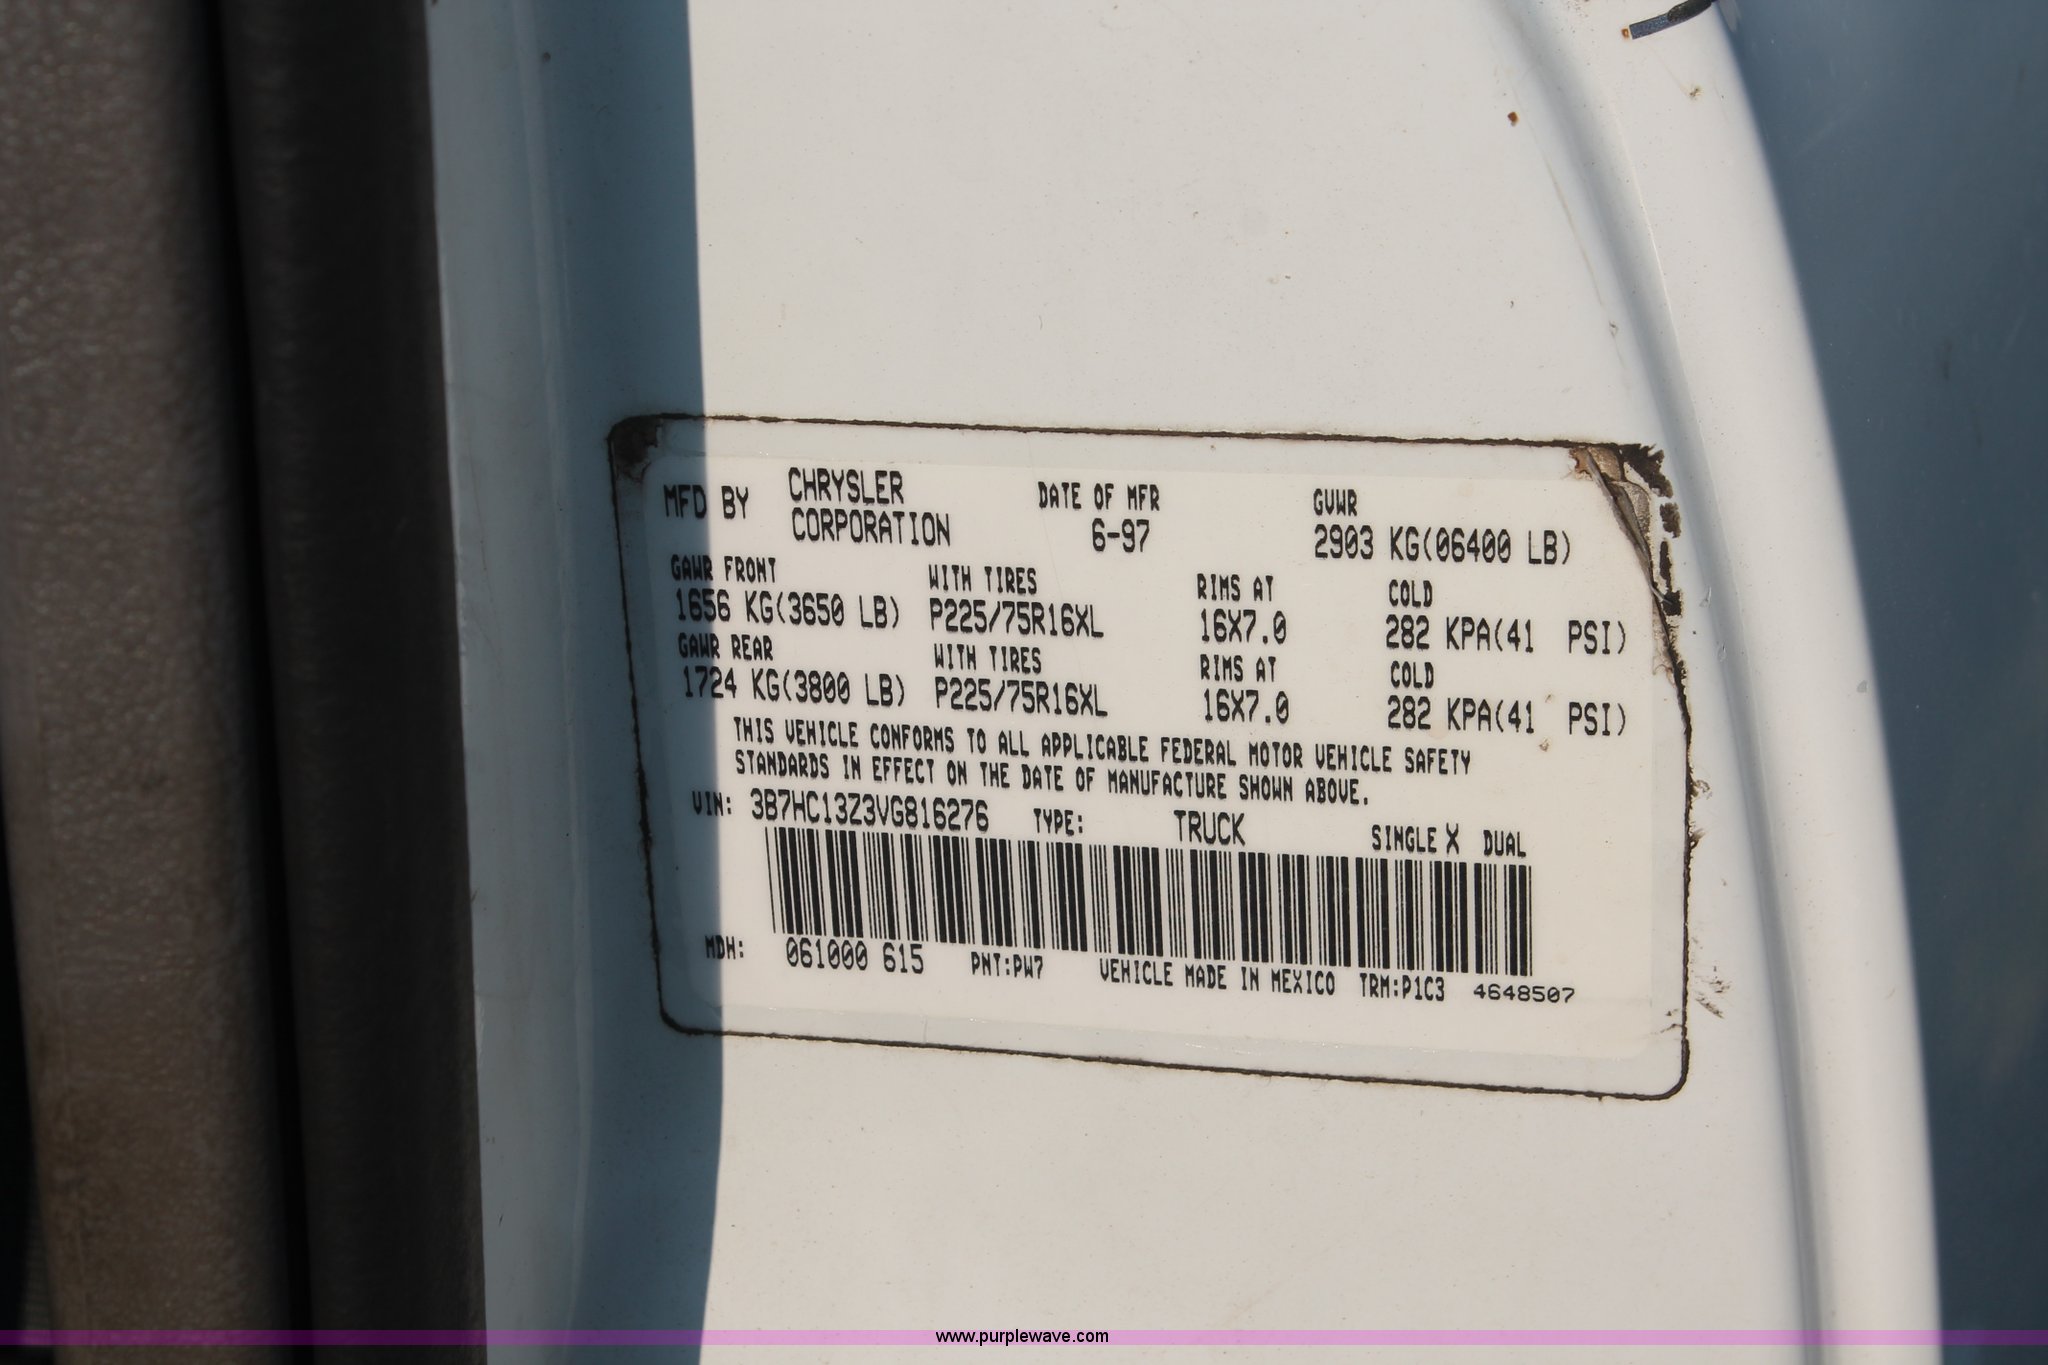 MFD BY CHRYSLER CORPORATION DATE OF MFR 6-97 GVWR 2903 KG(06400 LB)
GAWR FRONT WITH TIRES RIMS AT COLD
1656 KG(3650 LB) P225/75R16XL 16X7.0 282 KPA(41 PSI)
GAWR REAR WITH TIRES RIMS AT COLD
1724 KG(3800 LB) P225/75R16XL 16X7.0 282 KPA(41 PSI)
THIS VEHICLE CONFORMS TO ALL APPLICABLE FEDERAL MOTOR VEHICLE SAFETY
STANDARDS IN EFFECT ON THE DATE OF MANUFACTURE SHOWN ABOVE.
VIN: 3B7HC13Z3VG816276 TYPE: TRUCK SINGLE X DUAL
MDH: 061000 615 PNT:PW7 VEHICLE MADE IN MEXICO TRM:P1C3 4648507
www.purplewave.com